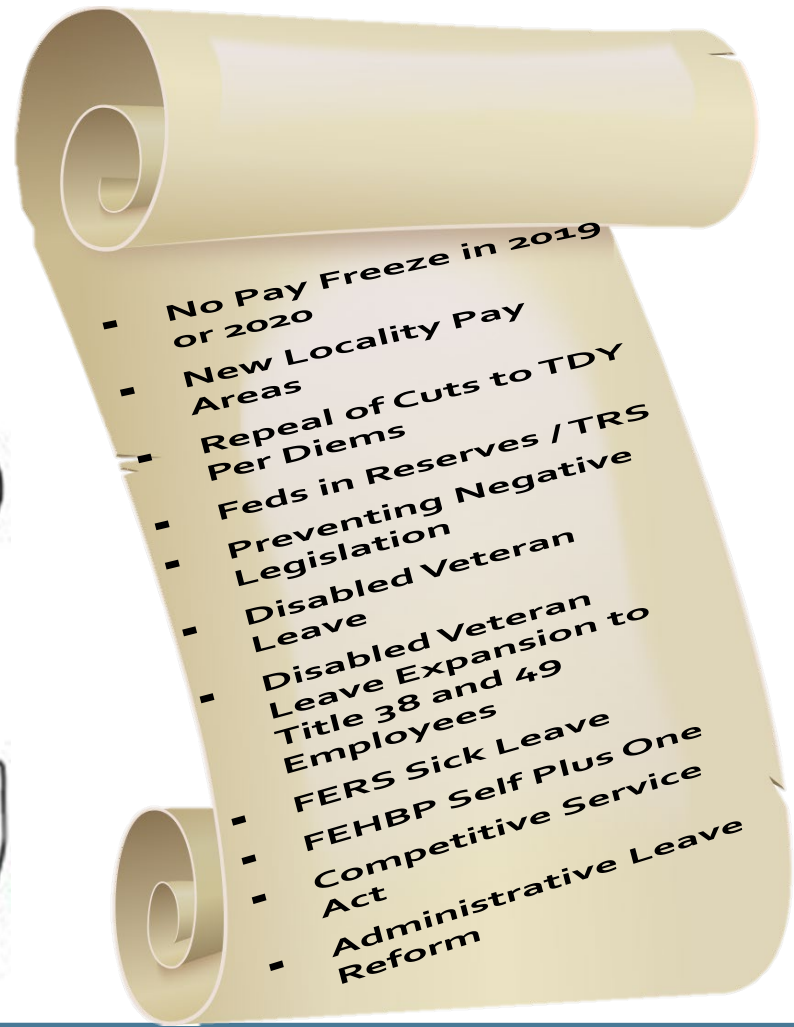 ▪ No Pay Freeze in 2019
or 2020
▪ New Locality Pay
Areas
▪ Repeal of Cuts to TDY
Per Diems
▪ Feds in Reserves / TRS
▪ Preventing Negative
Legislation
▪ Disabled Veteran
Leave
▪ Disabled Veteran
Leave Expansion to
Title 38 and 49
Employees
▪ FERS Sick Leave
▪ FEHBP Self Plus One
▪ Competitive Service
Act
▪ Administrative Leave
Reform